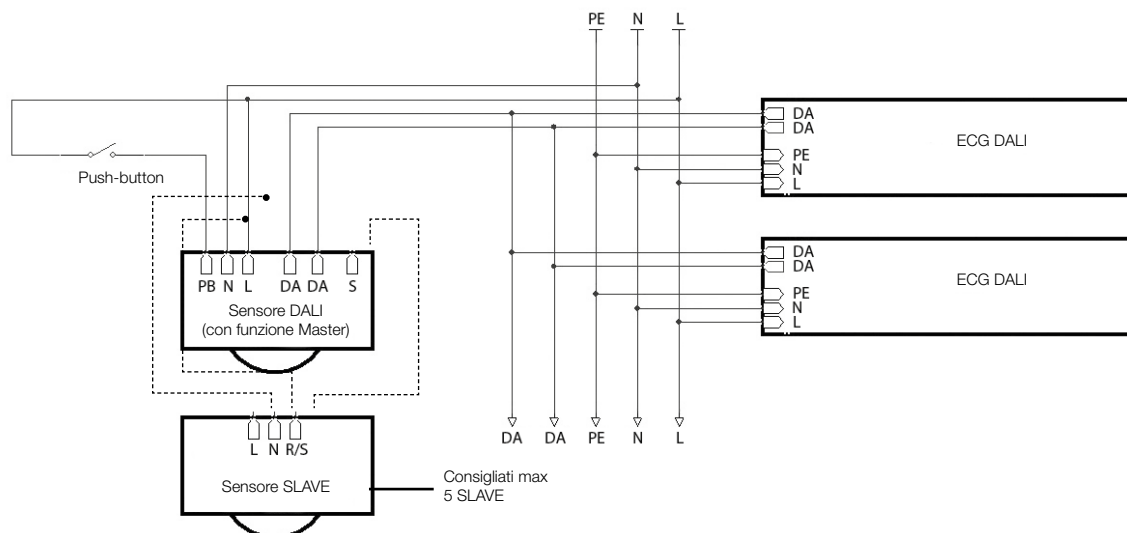 PE N L
DA
DA
ECG DALI
PE
N
L
Push-button
DA
DA
ECG DALI
PE
N
L
PB N L DA DA S
Sensore DALI
(con funzione Master)
DA DA PE N L
L N R/S
Sensore SLAVE
Consigliati max
5 SLAVE